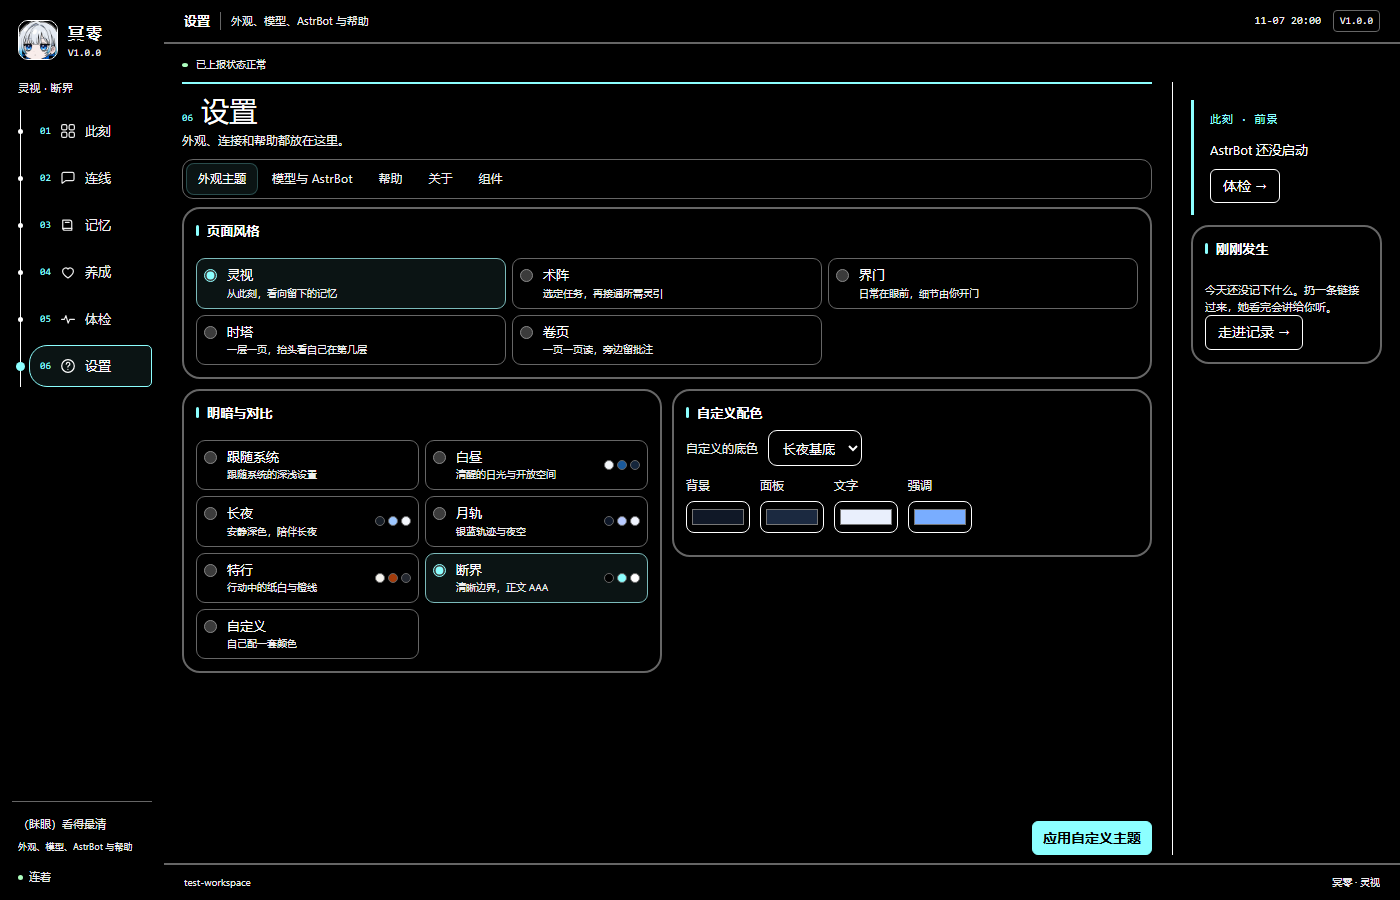 冥零
V1.0.0
灵视 · 断界
01 此刻
02 连线
03 记忆
04 养成
05 体检
06 设置
（眯眼）看得最清
外观、模型、AstrBot 与帮助
连着
设置 外观、模型、AstrBot 与帮助
11-07 20:00 V1.0.0
已上报状态正常
06 设置
外观、连接和帮助都放在这里。
外观主题 模型与 AstrBot 帮助 关于 组件
页面风格
灵视
从此刻，看向留下的记忆
术阵
选定任务，再接通所需灵引
界门
日常在眼前，细节由你开门
时塔
一层一页，抬头看自己在第几层
卷页
一页一页读，旁边留批注
明暗与对比
跟随系统
跟随系统的深浅设置
白昼
清醒的日光与开放空间
长夜
安静深色，陪伴长夜
月轨
银蓝轨迹与夜空
特行
行动中的纸白与橙线
断界
清晰边界，正文 AAA
自定义
自己配一套颜色
自定义配色
自定义的底色 长夜基底
背景 面板 文字 强调
应用自定义主题
此刻 · 前景
AstrBot 还没启动
体检 →
刚刚发生
今天还没记下什么。扔一条链接
过来，她看完会讲给你听。
走进记录 →
test-workspace
冥零 · 灵视